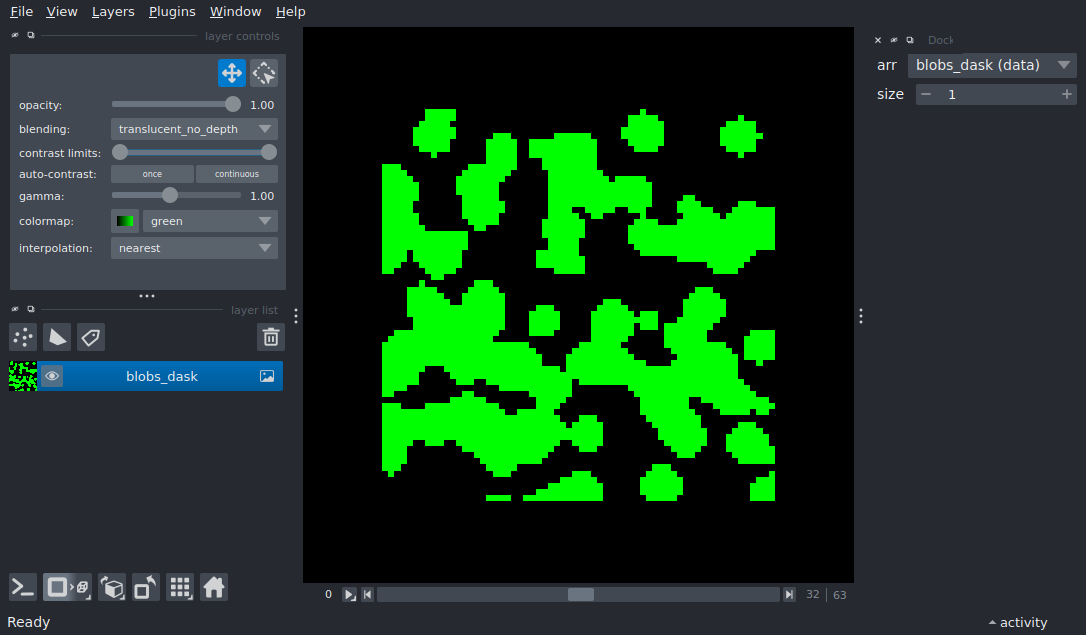 File View Layers Plugins Window Help
layer controls
opacity: 1.00
blending: translucent_no_depth
contrast limits:
auto-contrast: once continuous
gamma: 1.00
colormap: green
interpolation: nearest
layer list
blobs_dask
Dock
arr blobs_dask (data)
size 1
0 32 63
Ready
activity